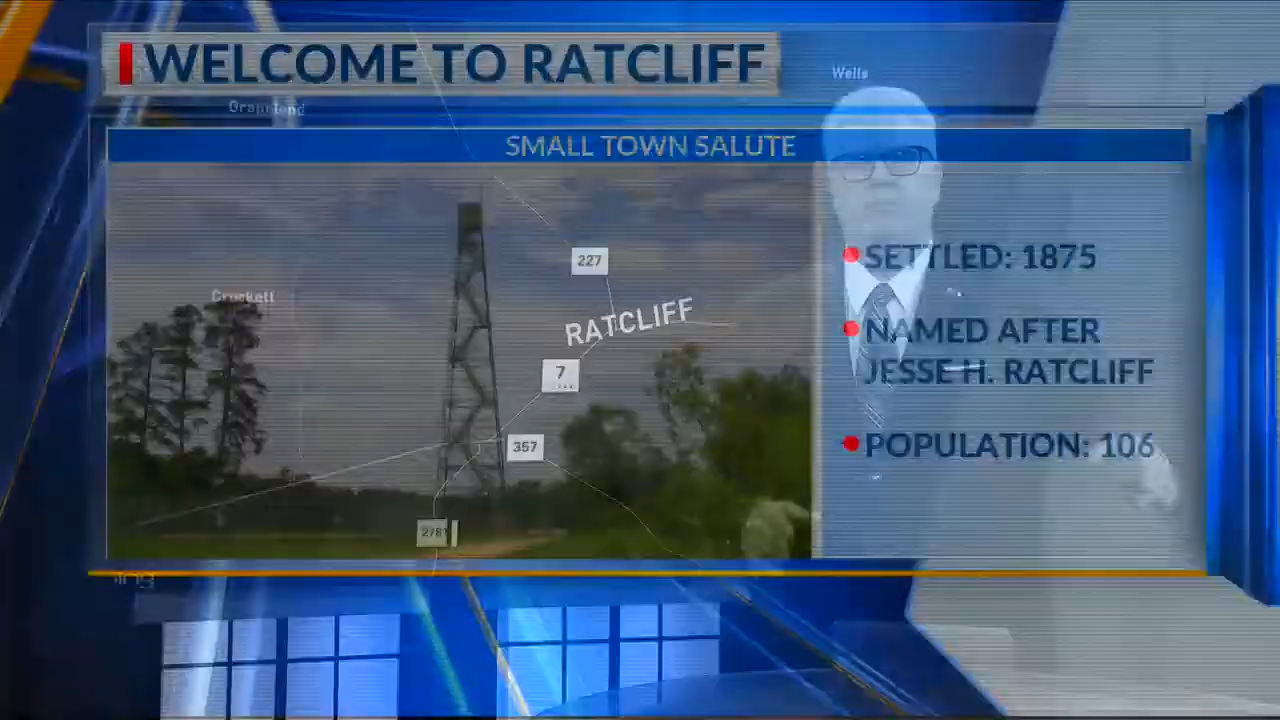 WELCOME TO RATCLIFF
Wells
Grapeland
SMALL TOWN SALUTE
227
SETTLED: 1875
Crockett
RATCLIFF
NAMED AFTER
JESSE H. RATCLIFF
7
357
POPULATION: 106
2781